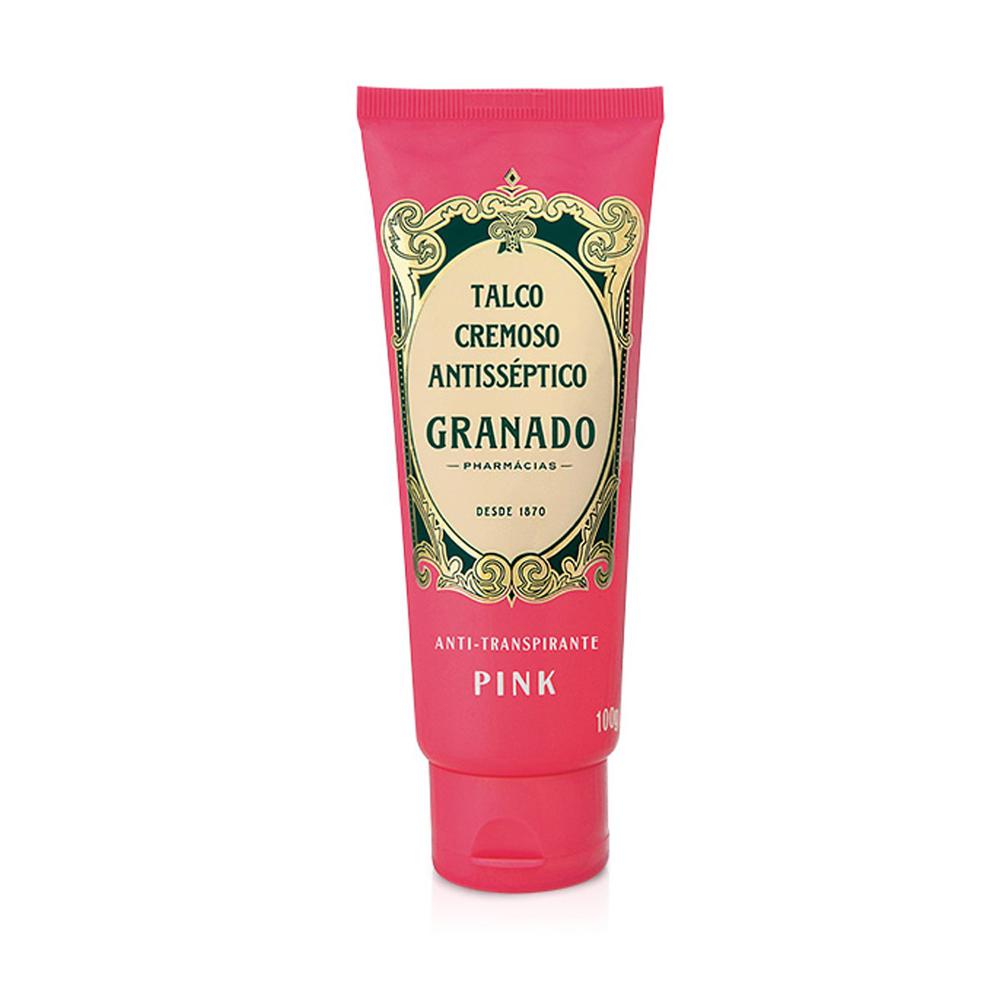 TALCO
CREMOSO
ANTISSÉPTICO
GRANADO
— PHARMÁCIAS —
DESDE 1870
ANTI-TRANSPIRANTE
PINK
100g